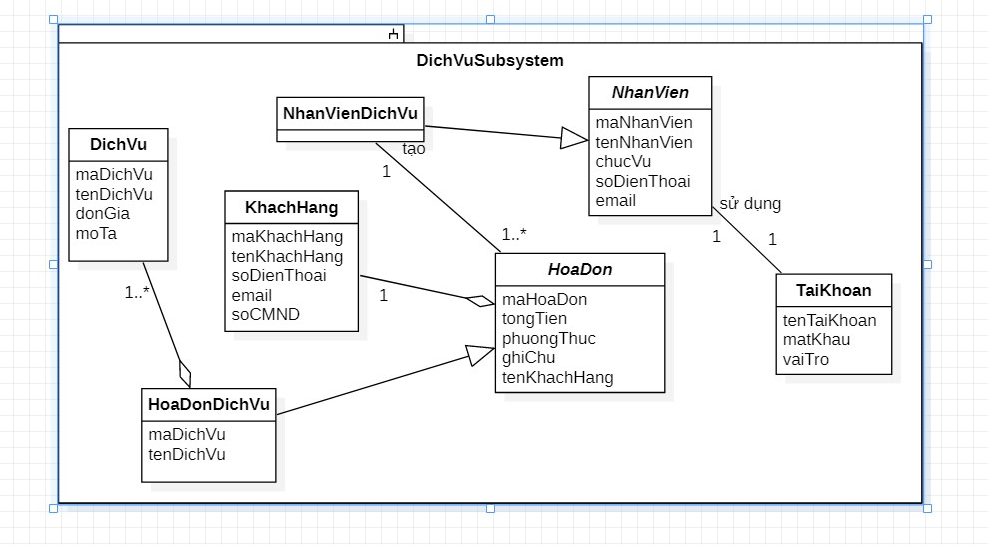 DichVuSubsystem
NhanVien
maNhanVien
tenNhanVien
chucVu
soDienThoai
email
NhanVienDichVu
tạo
1
1..*
DichVu
maDichVu
tenDichVu
donGia
moTa
1..*
KhachHang
maKhachHang
tenKhachHang
soDienThoai
email
soCMND
1
sử dụng
1
1
HoaDon
maHoaDon
tongTien
phuongThuc
ghiChu
tenKhachHang
TaiKhoan
tenTaiKhoan
matKhau
vaiTro
HoaDonDichVu
maDichVu
tenDichVu